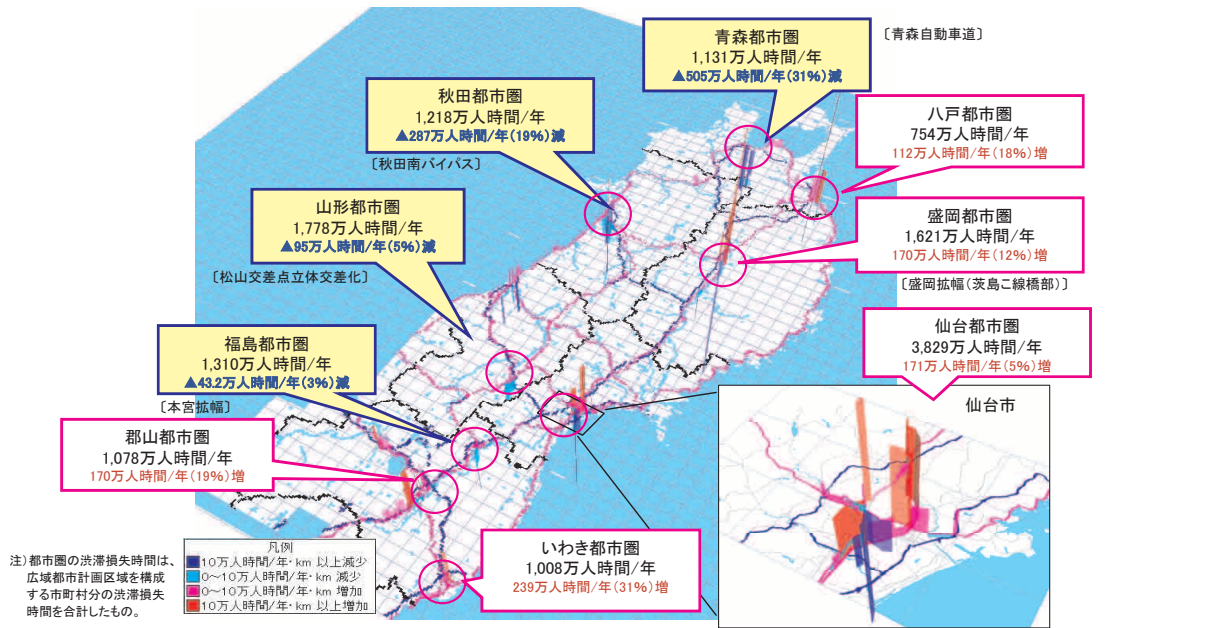 青森都市圏
1,131万人時間/年
▲505万人時間/年(31%)減
〔青森自動車道〕
秋田都市圏
1,218万人時間/年
▲287万人時間/年(19%)減
〔秋田南バイパス〕
八戸都市圏
754万人時間/年
112万人時間/年(18%)増
山形都市圏
1,778万人時間/年
▲95万人時間/年(5%)減
〔松山交差点立体交差化〕
盛岡都市圏
1,621万人時間/年
170万人時間/年(12%)増
〔盛岡拡幅(茨島こ線橋部)〕
仙台都市圏
3,829万人時間/年
171万人時間/年(5%)増
福島都市圏
1,310万人時間/年
▲43.2万人時間/年(3%)減
〔本宮拡幅〕
仙台市
郡山都市圏
1,078万人時間/年
170万人時間/年(19%)増
いわき都市圏
1,008万人時間/年
239万人時間/年(31%)増
凡例
10万人時間/年・km 以上減少
0～10万人時間/年・km 減少
0～10万人時間/年・km 増加
10万人時間/年・km 以上増加
注）都市圏の渋滞損失時間は、
広域都市計画区域を構成
する市町村分の渋滞損失
時間を合計したもの。